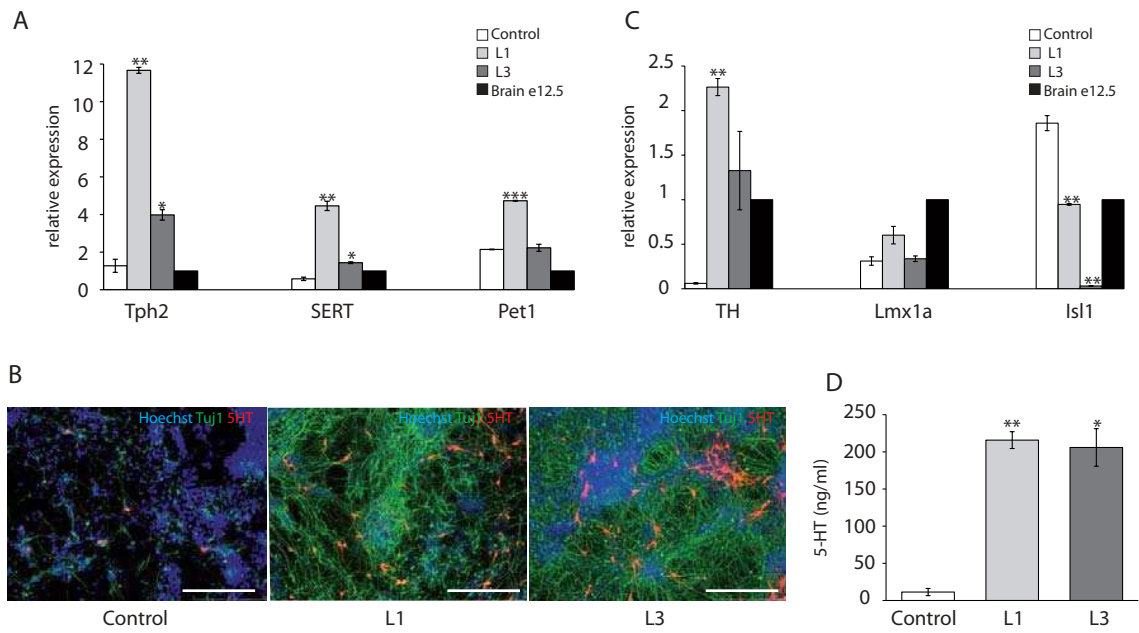 A
Control
L1
L3
Brain e12.5
**
*
**
*
***
12
10
8
6
4
2
0
relative expression
Tph2
SERT
Pet1
C
Control
L1
L3
Brain e12.5
**
**
**
2.5
2
1.5
1
0.5
0
relative expression
TH
Lmx1a
Isl1
B
Hoechst Tuj1 5HT
Hoechst Tuj1 5HT
Hoechst Tuj1 5HT
Control
L1
L3
D
**
*
250
200
150
100
50
0
5-HT (ng/ml)
Control
L1
L3